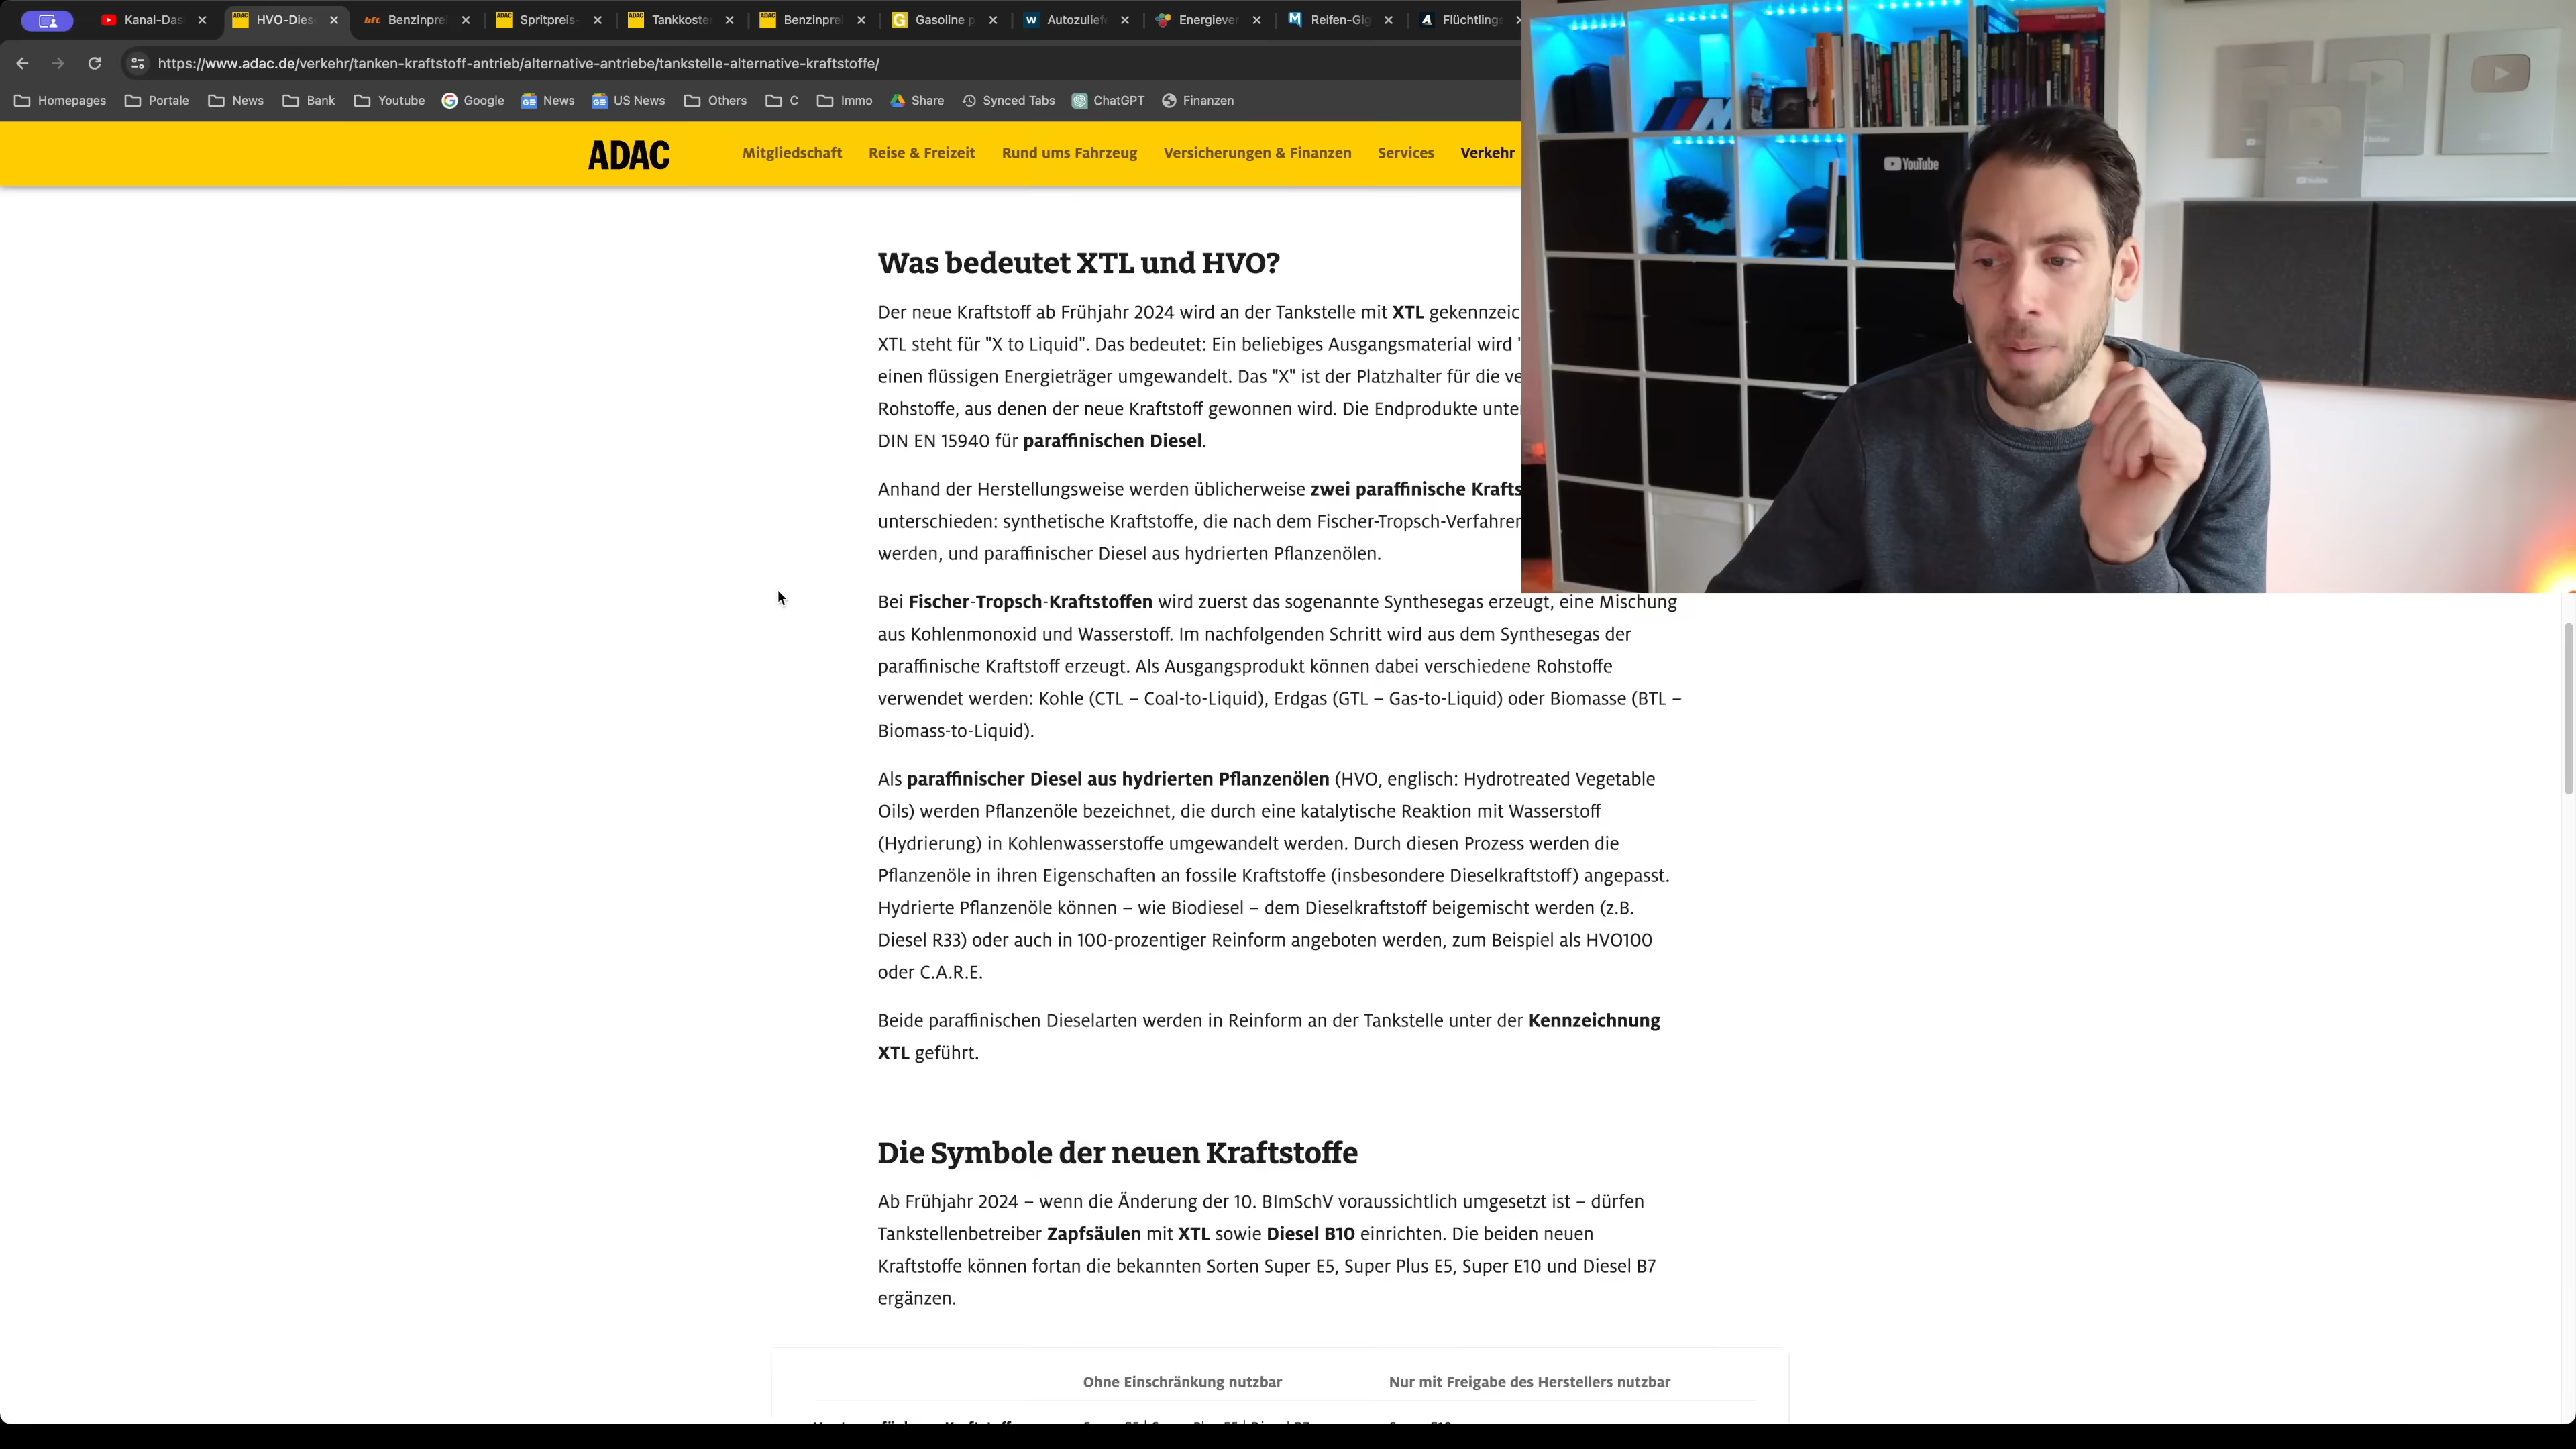 Kanal-Das
HVO-Dies
bft Benzinprei
ADAC Spritpreis-
ADAC Tankkoster
ADAC Benzinprei
G Gasoline p
W Autozuliefe
Energiever
M Reifen-Gig
A Flüchtling
https://www.adac.de/verkehr/tanken-kraftstoff-antrieb/alternative-antriebe/tankstelle-alternative-kraftstoffe/
Homepages Portale News Bank Youtube Google News US News Others C Immo Share Synced Tabs ChatGPT Finanzen
ADAC Mitgliedschaft Reise & Freizeit Rund ums Fahrzeug Versicherungen & Finanzen Services Verkehr
YouTube
Was bedeutet XTL und HVO?
Der neue Kraftstoff ab Frühjahr 2024 wird an der Tankstelle mit XTL gekennzeic
XTL steht für "X to Liquid". Das bedeutet: Ein beliebiges Ausgangsmaterial wird "
einen flüssigen Energieträger umgewandelt. Das "X" ist der Platzhalter für die ve
Rohstoffe, aus denen der neue Kraftstoff gewonnen wird. Die Endprodukte unter
DIN EN 15940 für paraffinischen Diesel.
Anhand der Herstellungsweise werden üblicherweise zwei paraffinische Krafts
unterschieden: synthetische Kraftstoffe, die nach dem Fischer-Tropsch-Verfahren
werden, und paraffinischer Diesel aus hydrierten Pflanzenölen.
Bei Fischer-Tropsch-Kraftstoffen wird zuerst das sogenannte Synthesegas erzeugt, eine Mischung
aus Kohlenmonoxid und Wasserstoff. Im nachfolgenden Schritt wird aus dem Synthesegas der
paraffinische Kraftstoff erzeugt. Als Ausgangsprodukt können dabei verschiedene Rohstoffe
verwendet werden: Kohle (CTL – Coal-to-Liquid), Erdgas (GTL – Gas-to-Liquid) oder Biomasse (BTL –
Biomass-to-Liquid).
Als paraffinischer Diesel aus hydrierten Pflanzenölen (HVO, englisch: Hydrotreated Vegetable
Oils) werden Pflanzenöle bezeichnet, die durch eine katalytische Reaktion mit Wasserstoff
(Hydrierung) in Kohlenwasserstoffe umgewandelt werden. Durch diesen Prozess werden die
Pflanzenöle in ihren Eigenschaften an fossile Kraftstoffe (insbesondere Dieselkraftstoff) angepasst.
Hydrierte Pflanzenöle können – wie Biodiesel – dem Dieselkraftstoff beigemischt werden (z.B.
Diesel R33) oder auch in 100-prozentiger Reinform angeboten werden, zum Beispiel als HVO100
oder C.A.R.E.
Beide paraffinischen Dieselarten werden in Reinform an der Tankstelle unter der Kennzeichnung
XTL geführt.
Die Symbole der neuen Kraftstoffe
Ab Frühjahr 2024 – wenn die Änderung der 10. BImSchV voraussichtlich umgesetzt ist – dürfen
Tankstellenbetreiber Zapfsäulen mit XTL sowie Diesel B10 einrichten. Die beiden neuen
Kraftstoffe können fortan die bekannten Sorten Super E5, Super Plus E5, Super E10 und Diesel B7
ergänzen.
Ohne Einschränkung nutzbar Nur mit Freigabe des Herstellers nutzbar